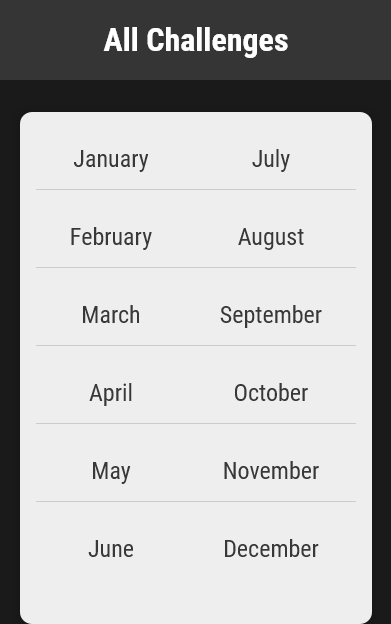 All Challenges
January July
February August
March September
April October
May November
June December